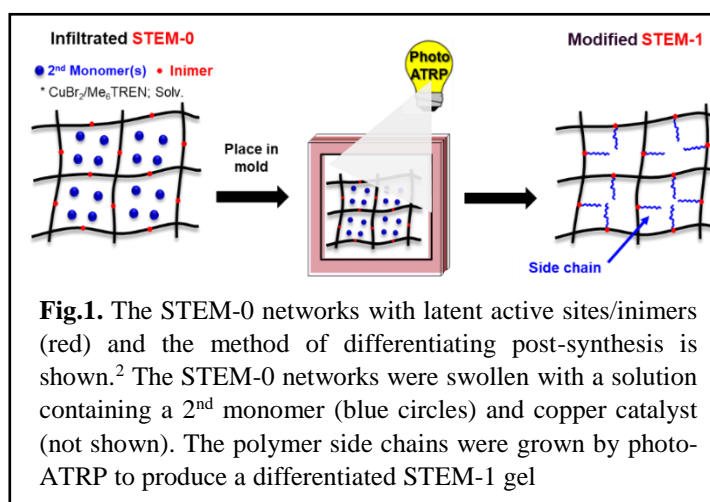 Infiltrated STEM-0
2nd Monomer(s) • Inimer
* CuBr2/Me6TREN; Solv.
Place in
mold
Photo
ATRP
Modified STEM-1
Side chain
Fig.1. The STEM-0 networks with latent active sites/inimers
(red) and the method of differentiating post-synthesis is
shown.2 The STEM-0 networks were swollen with a solution
containing a 2nd monomer (blue circles) and copper catalyst
(not shown). The polymer side chains were grown by photo-
ATRP to produce a differentiated STEM-1 gel